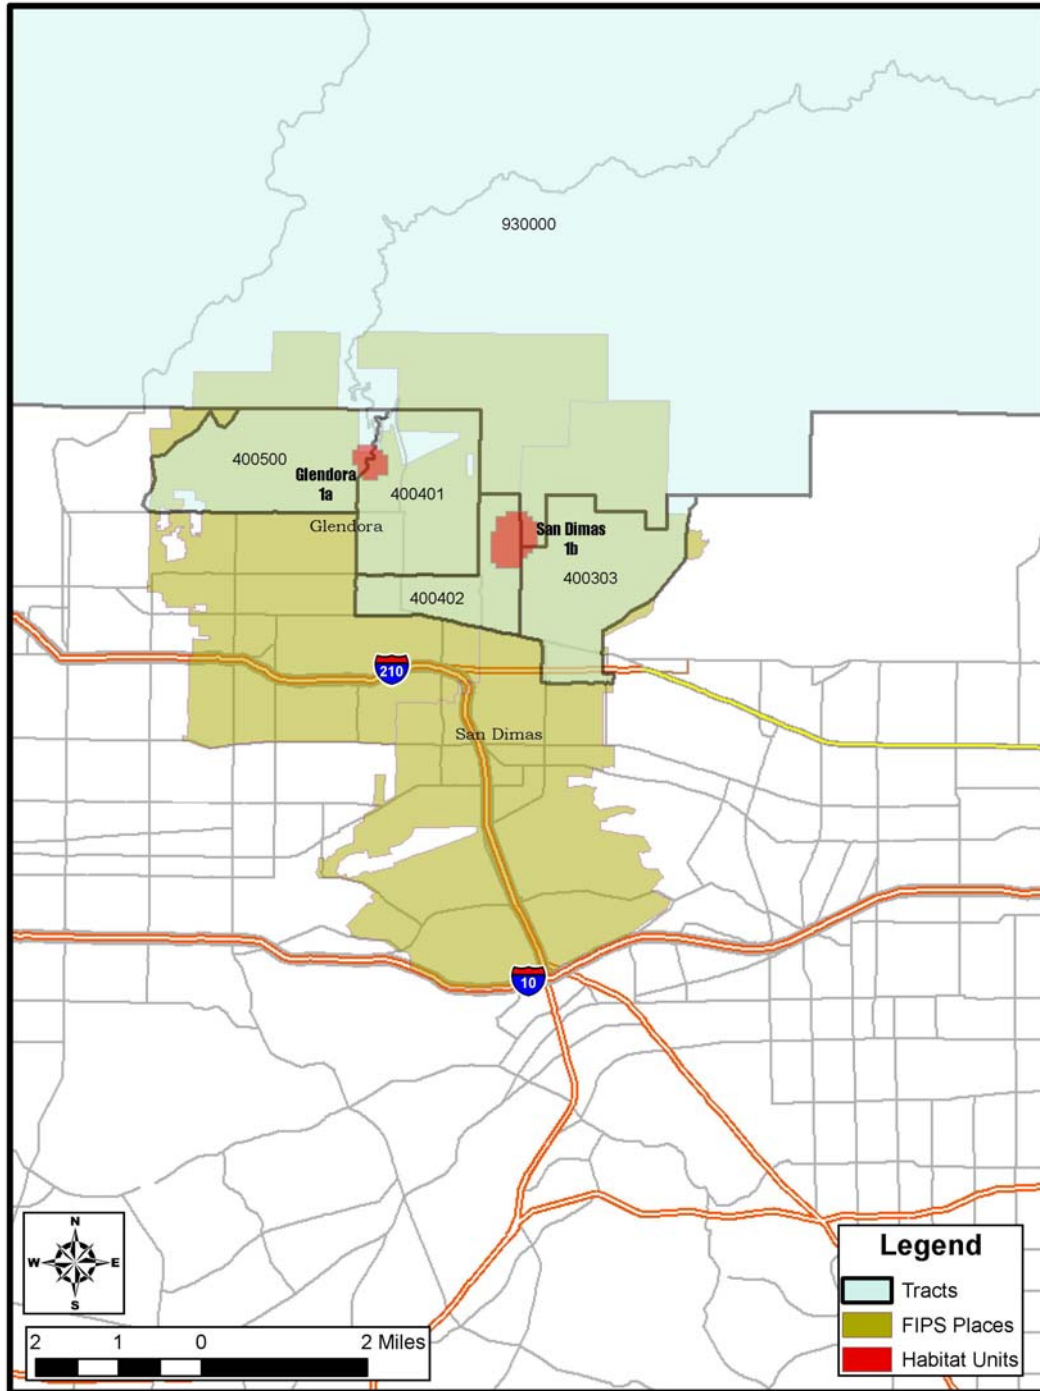 930000
400500
Glendora
1a
400401
Glendora
San Dimas
1b
400303
400402
210
San Dimas
10
N
W E
S
2 1 0 2 Miles
Legend
Tracts
FIPS Places
Habitat Units